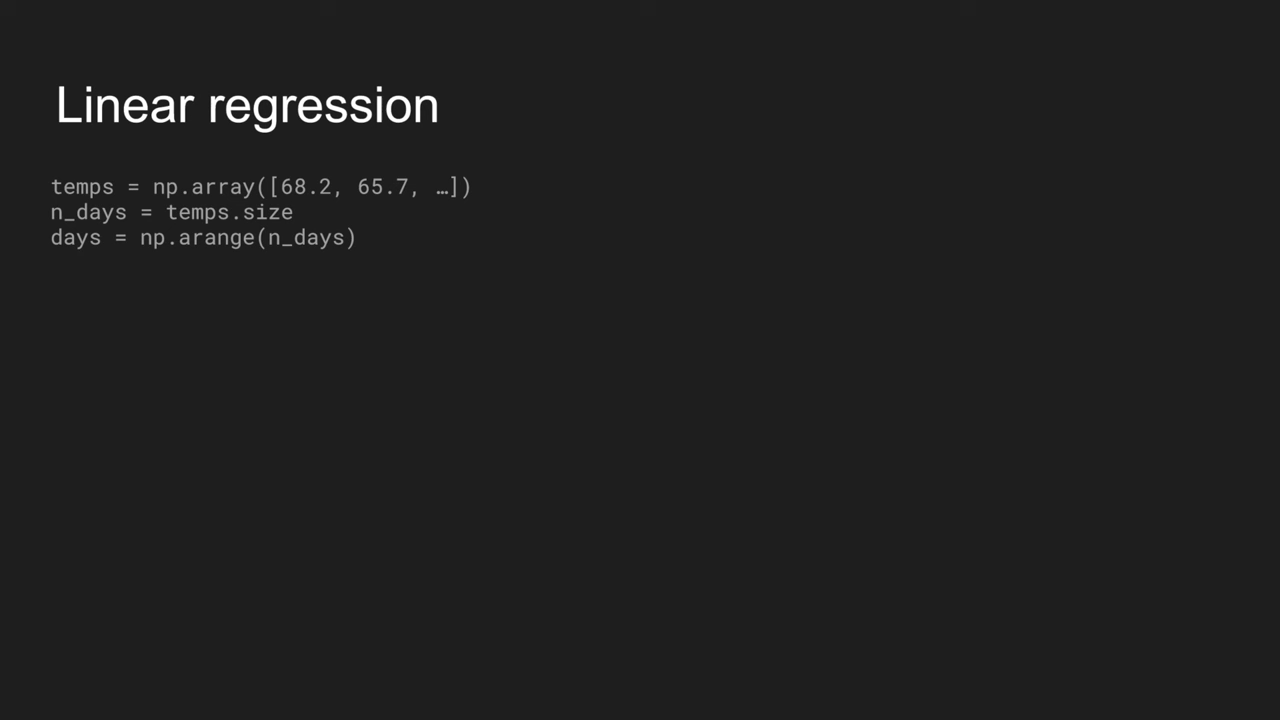 Linear regression
temps = np.array([68.2, 65.7, …])
n_days = temps.size
days = np.arange(n_days)